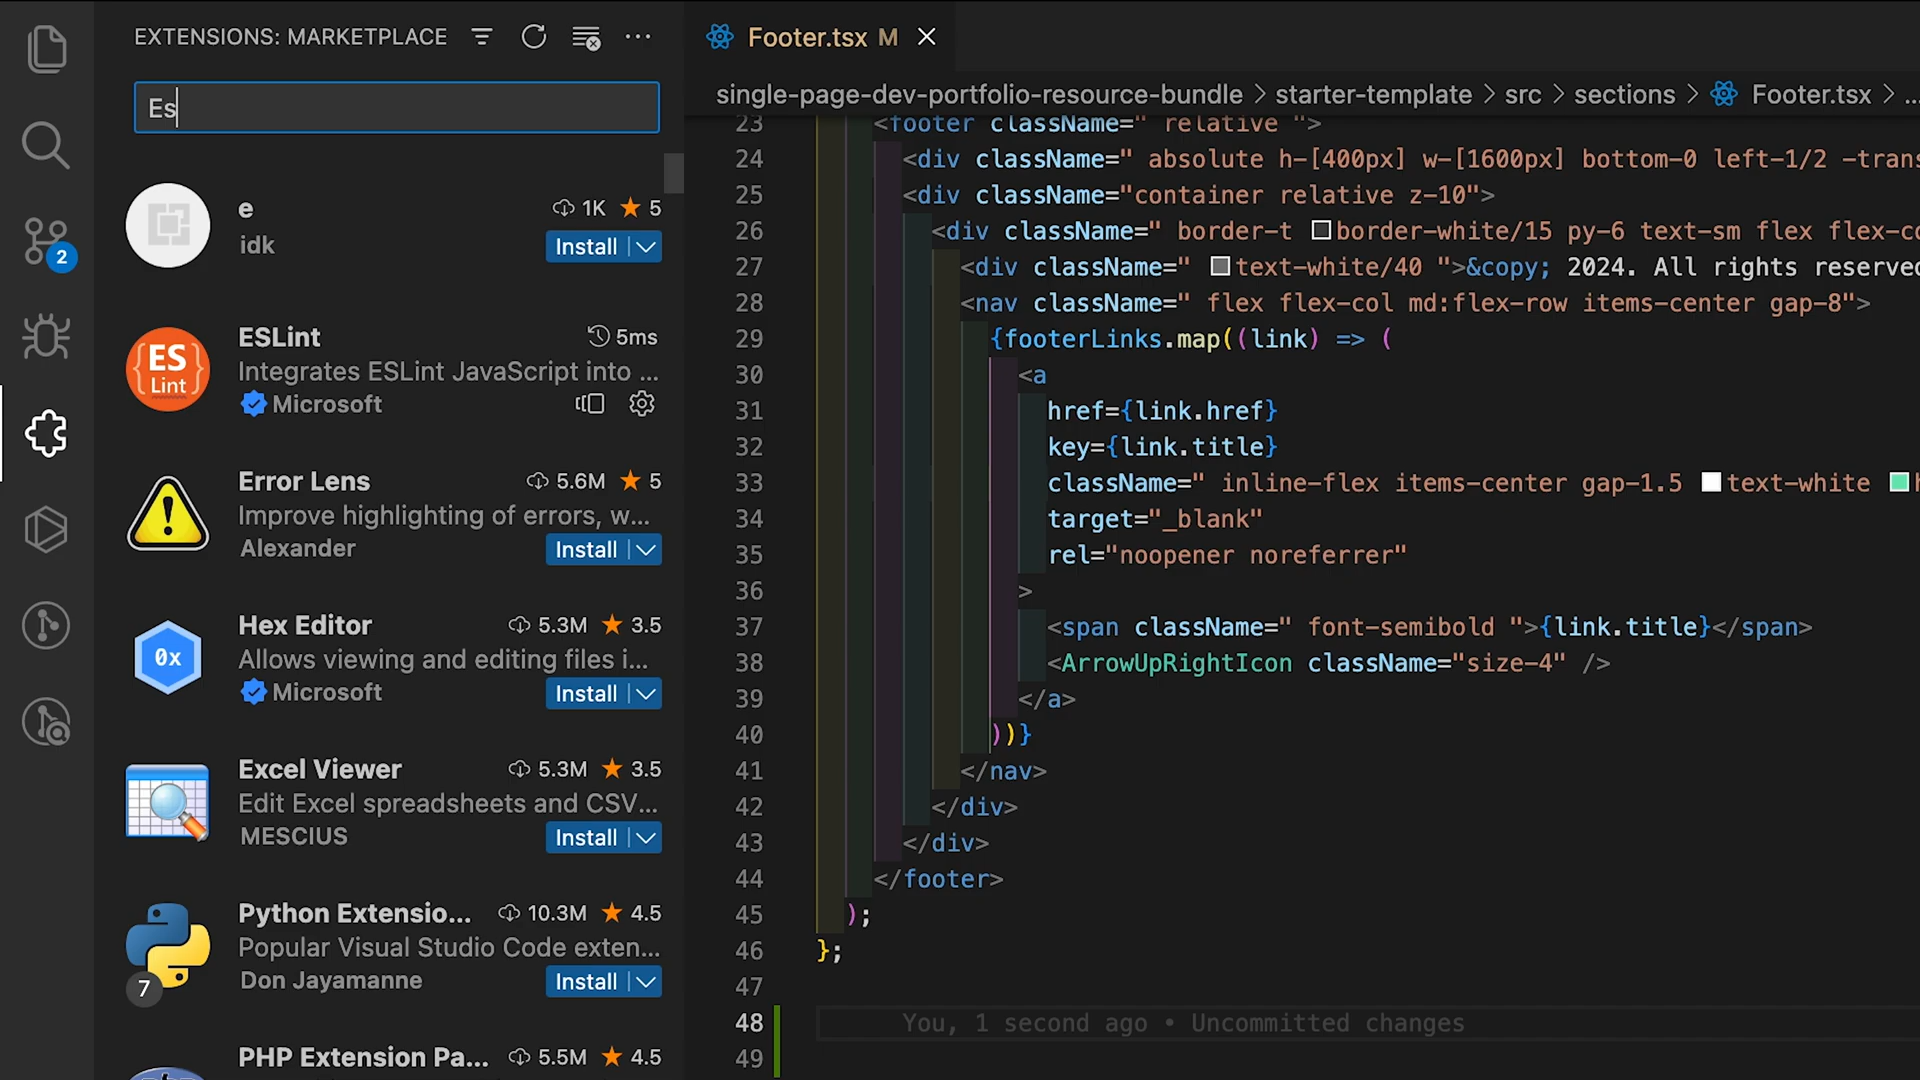 EXTENSIONS: MARKETPLACE
Es
e
1K 5
idk
Install
ES
Lint
ESLint
5ms
Integrates ESLint JavaScript into ...
Microsoft
2
Error Lens
5.6M 5
Improve highlighting of errors, w...
Alexander
Install
0x
Hex Editor
5.3M 3.5
Allows viewing and editing files i...
Microsoft
Install
Excel Viewer
5.3M 3.5
Edit Excel spreadsheets and CSV...
MESCIUS
Install
Python Extensio...
10.3M 4.5
Popular Visual Studio Code exten...
Don Jayamanne
Install
7
PHP Extension Pa...
5.5M 4.5
Footer.tsx M
single-page-dev-portfolio-resource-bundle > starter-template > src > sections > Footer.tsx > ...
23 <footer className=" relative ">
24 <div className=" absolute h-[400px] w-[1600px] bottom-0 left-1/2 -trans
25 <div className="container relative z-10">
26 <div className=" border-t border-white/15 py-6 text-sm flex flex-co
27 <div className=" text-white/40 ">&copy; 2024. All rights reserved
28 <nav className=" flex flex-col md:flex-row items-center gap-8">
29 {footerLinks.map((link) => (
30 <a
31 href={link.href}
32 key={link.title}
33 className=" inline-flex items-center gap-1.5 text-white h
34 target="_blank"
35 rel="noopener noreferrer"
36 >
37 <span className=" font-semibold ">{link.title}</span>
38 <ArrowUpRightIcon className="size-4" />
39 </a>
40 ))}
41 </nav>
42 </div>
43 </div>
44 </footer>
45 );
46 };
47
48 You, 1 second ago • Uncommitted changes
49